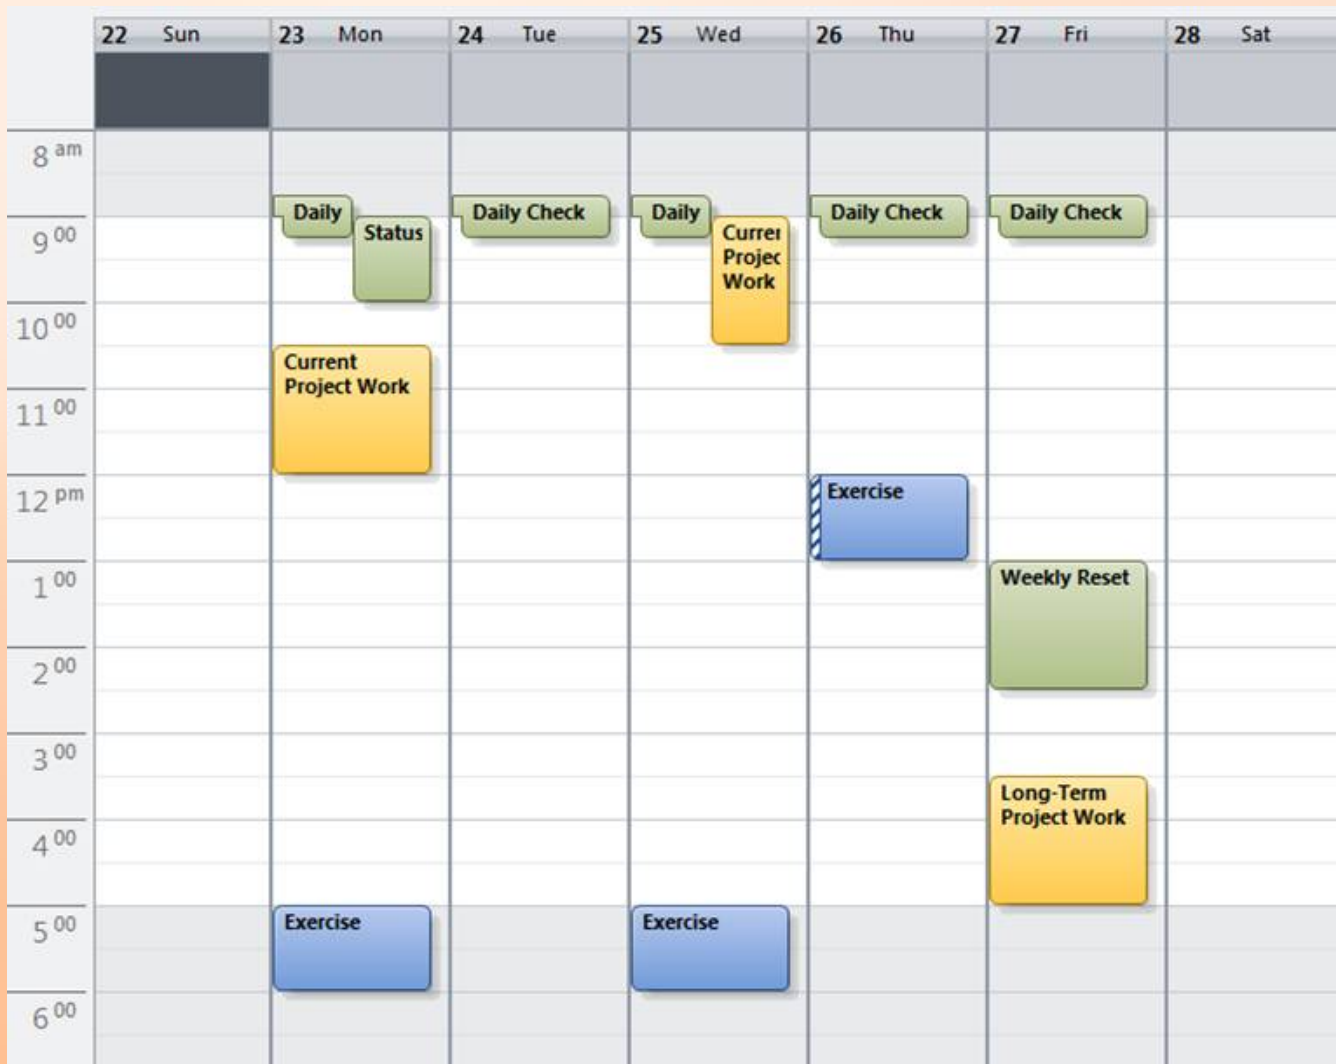 22 Sun 23 Mon 24 Tue 25 Wed 26 Thu 27 Fri 28 Sat
8 am
Daily
Daily Check
Daily
Daily Check
Daily Check
9 00
Status
Curren
Projec
Work
10 00
Current
Project Work
11 00
12 pm
Exercise
1 00
Weekly Reset
2 00
3 00
Long-Term
Project Work
4 00
5 00
Exercise
Exercise
6 00